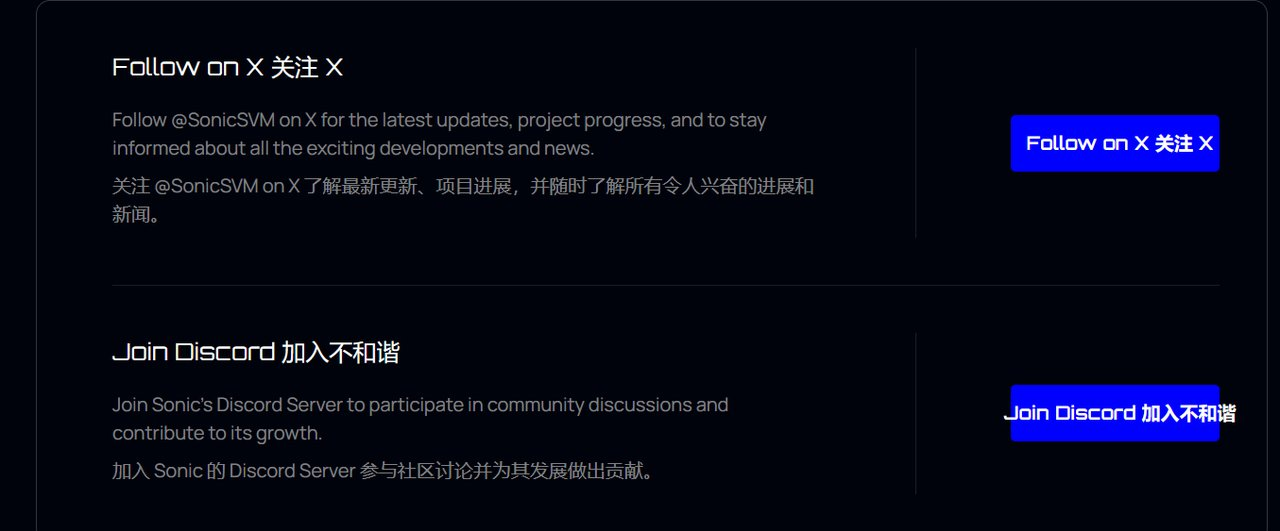 Follow on X 关注 X
Follow @SonicSVM on X for the latest updates, project progress, and to stay
informed about all the exciting developments and news.
关注 @SonicSVM on X 了解最新更新、项目进展，并随时了解所有令人兴奋的进展和
新闻。
Follow on X 关注 X
Join Discord 加入不和谐
Join Sonic's Discord Server to participate in community discussions and
contribute to its growth.
加入 Sonic 的 Discord Server 参与社区讨论并为其发展做出贡献。
Join Discord 加入不和谐